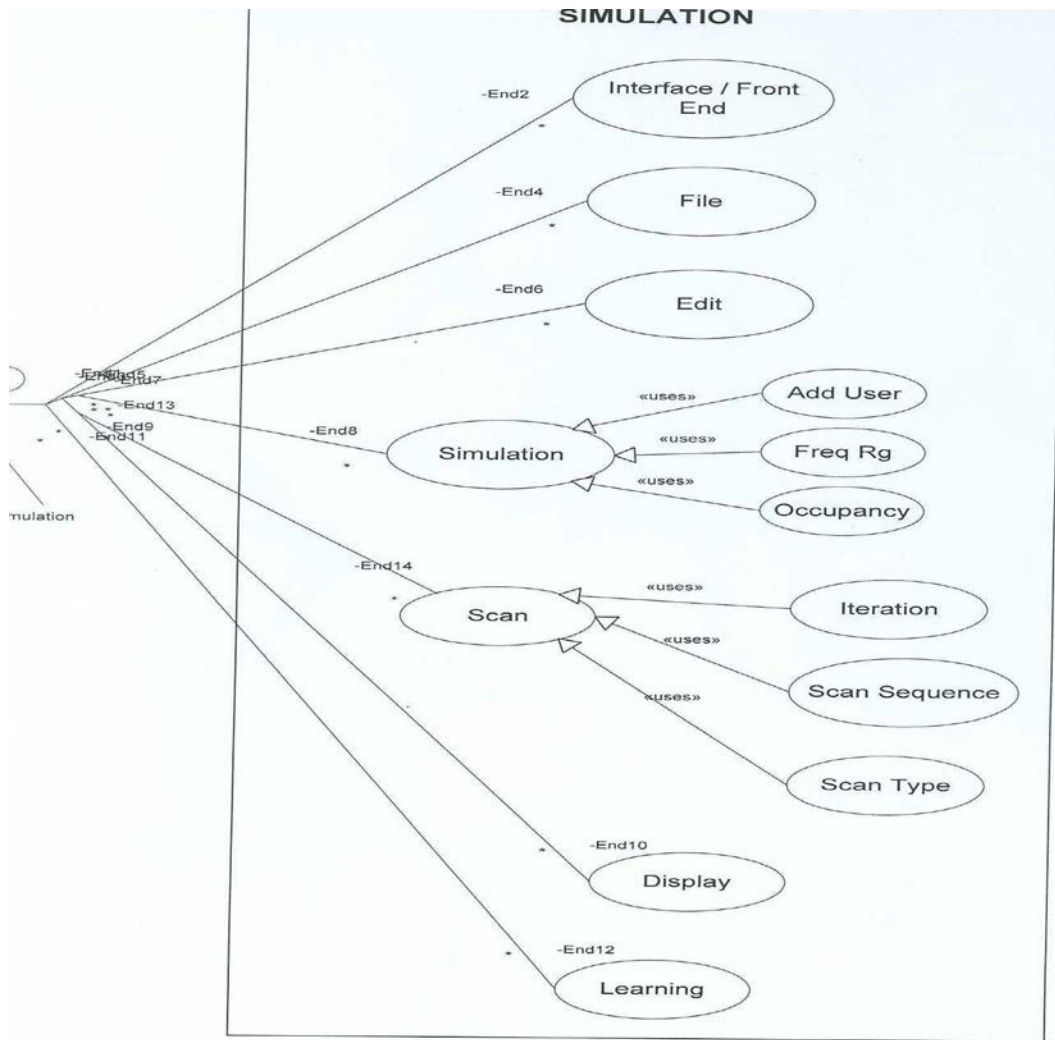 SIMULATION
-End2
Interface / Front
End
*
-End4
File
*
-End6
Edit
*
-End7
-End13
*
*
*
*
-End9
-End11
*
*
mulation
-End8
Simulation
*
«uses»
Add User
«uses»
Freq Rg
«uses»
Occupancy
-End14
Scan
*
«uses»
Iteration
«uses»
Scan Sequence
«uses»
Scan Type
-End10
Display
*
-End12
Learning
*